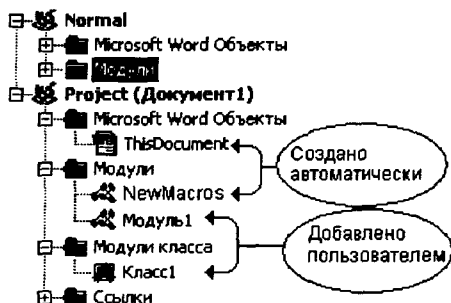 Normal
Microsoft Word Объекты
Модули
Project (Документ1)
Microsoft Word Объекты
ThisDocument
Модули
NewMacros
Модуль1
Модули класса
Класс1
Ссылки
Создано
автоматически
Добавлено
пользователем